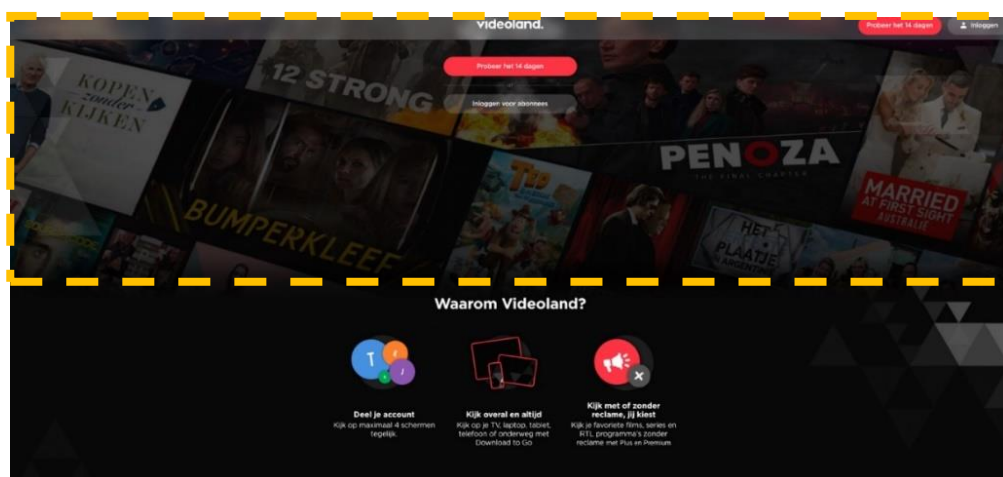 videoland.
Probeer het 14 dagen
Inloggen
Probeer het 14 dagen
Inloggen voor abonnees
KOPEN
zonder
KIJKEN
12 STRONG
BUMPERKLEEF
TED
PENOZA
THE FINAL CHAPTER
MARRIED
AT FIRST SIGHT
AUSTRALIE
HET
PLAATJE
ARGENTINIË
Waarom Videoland?
T
J
Deel je account
Kijk op maximaal 4 schermen
tegelijk.
Kijk overal en altijd
Kijk op je TV, laptop, tablet,
telefoon of onderweg met
Download to Go
Kijk met of zonder
reclame, jij kiest
Kijk je favoriete films, series en
RTL programma's zonder
reclame met Plus en Premium